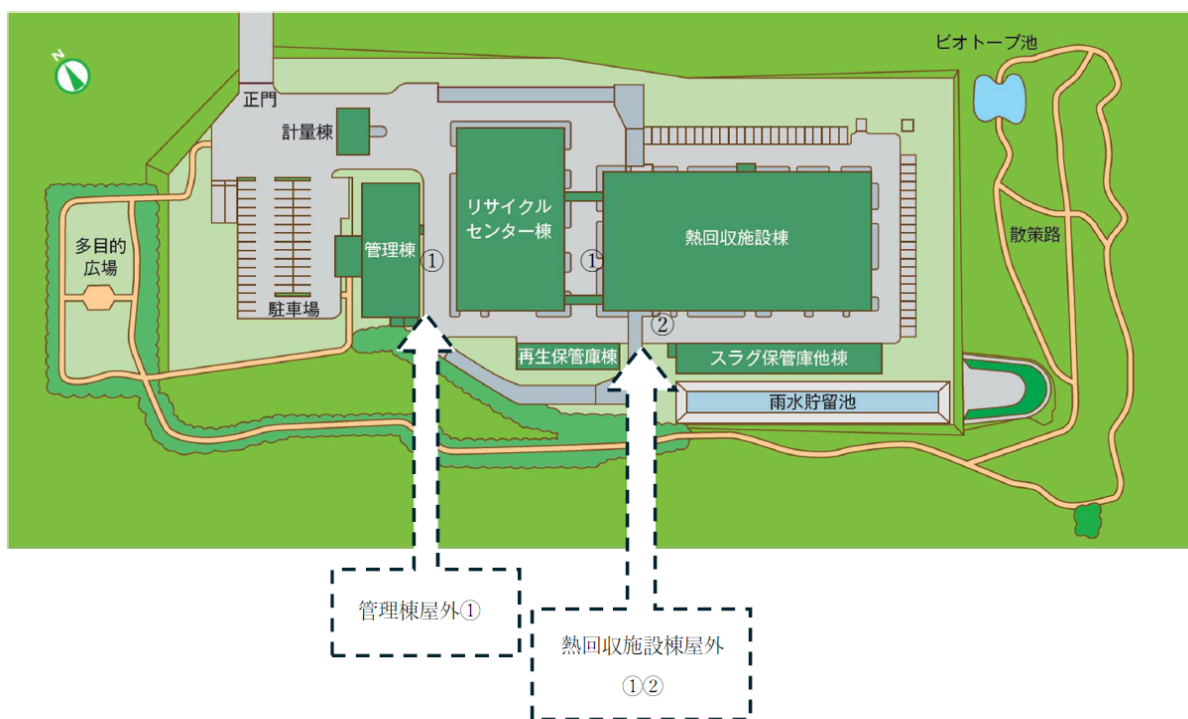 N
ビオトープ池
正門
計量棟
リサイクル
センター棟
熱回収施設棟
管理棟
①
①
多目的
広場
散策路
駐車場
②
再生保管庫棟
スラグ保管庫他棟
雨水貯留池
管理棟屋外①
熱回収施設棟屋外
①②